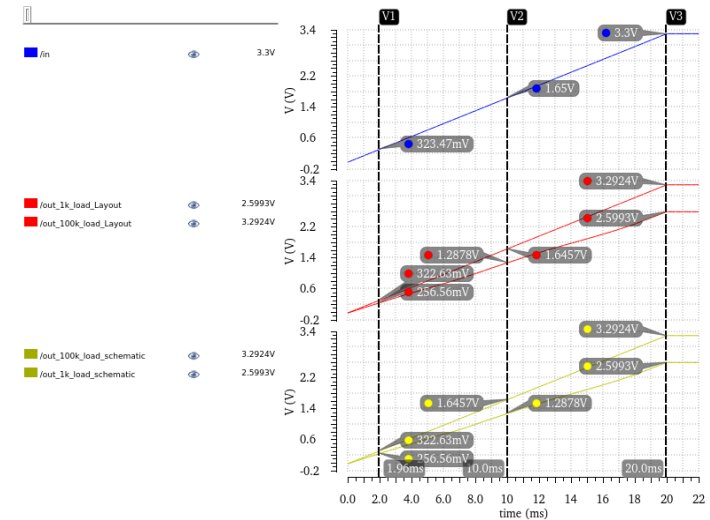 V1
V2
V3
/in
3.3V
V (V)
3.4
2.2
1.4
0.6
-0.2
3.3V
1.65V
323.47mV
/out_1k_load_Layout
2.5993V
/out_100k_load_Layout
3.2924V
V (V)
3.4
2.2
1.4
0.6
-0.2
3.2924V
2.5993V
1.2878V
1.6457V
322.63mV
256.56mV
/out_100k_load_schematic
3.2924V
/out_1k_load_schematic
2.5993V
V (V)
3.4
2.2
1.4
0.6
-0.2
3.2924V
2.5993V
1.6457V
1.2878V
322.63mV
256.56mV
1.96ms
10.0ms
20.0ms
0.0 2.0 4.0 6.0 8.0 10 12 14 16 18 20 22
time (ms)